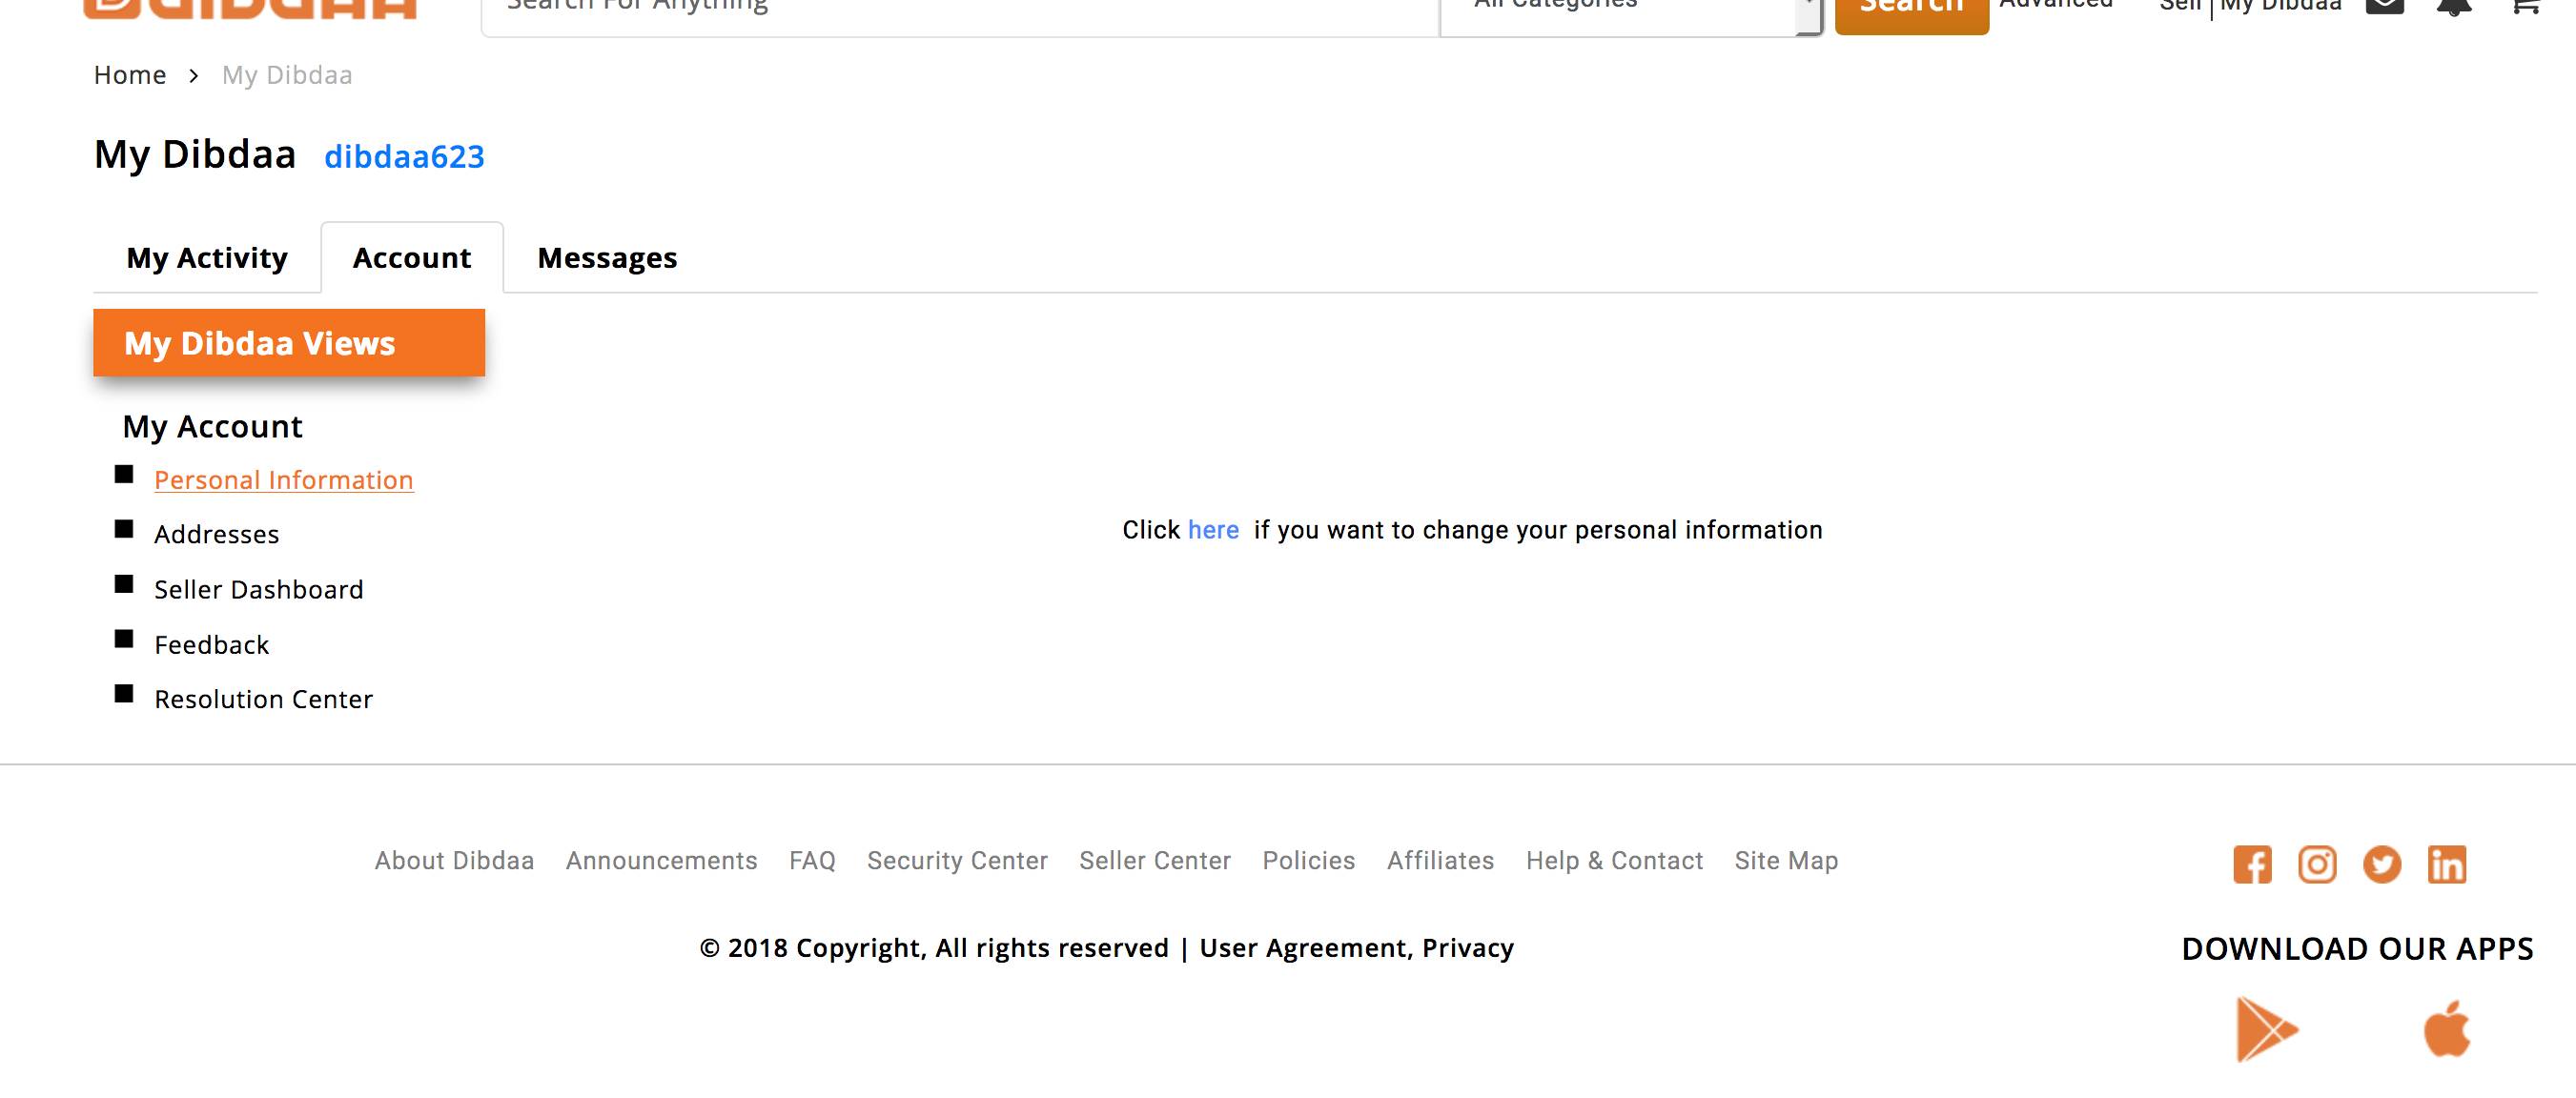 DIBDAA
Search For Anything
All Categories
Search
Advanced
Sell | My Dibdaa
Home > My Dibdaa
My Dibdaa dibdaa623
My Activity
Account
Messages
My Dibdaa Views
My Account
Personal Information
Addresses
Seller Dashboard
Feedback
Resolution Center
Click here if you want to change your personal information
About Dibdaa Announcements FAQ Security Center Seller Center Policies Affiliates Help & Contact Site Map
© 2018 Copyright, All rights reserved | User Agreement, Privacy
DOWNLOAD OUR APPS